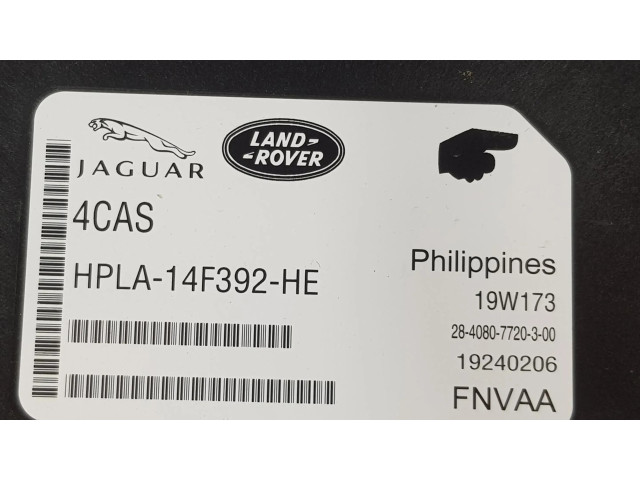 JAGUAR
LAND-
-ROVER
4CAS
HPLA-14F392-HE
Philippines
19W173
28-4080-7720-3-00
19240206
FNVAA